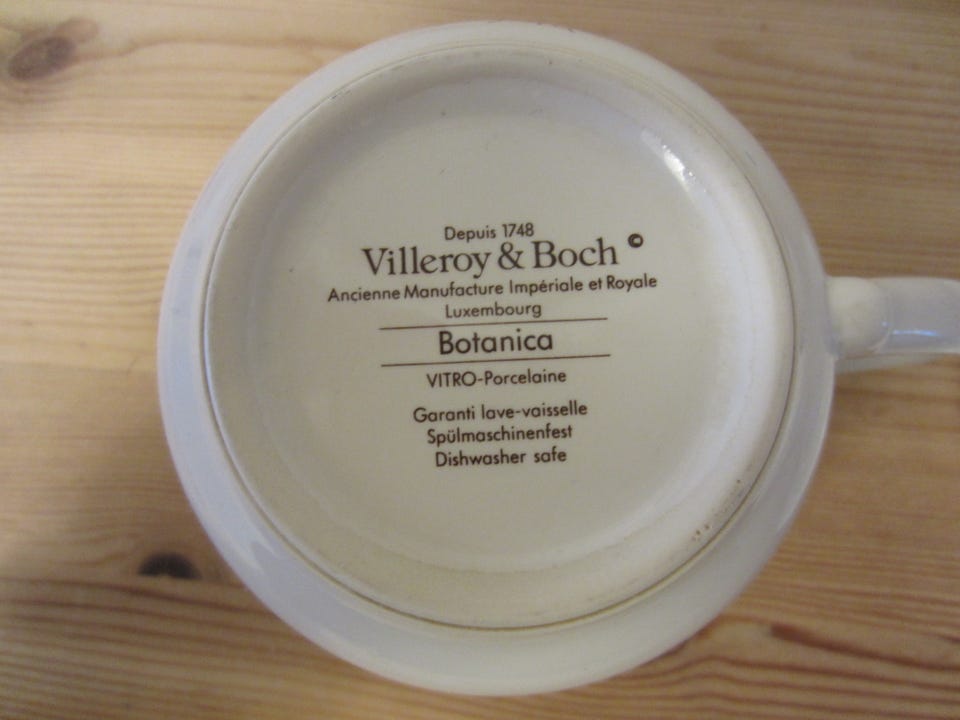 Depuis 1748
Villeroy & Boch ©
Ancienne Manufacture Impériale et Royale
Luxembourg
Botanica
VITRO-Porcelaine
Garanti lave-vaisselle
Spülmaschinenfest
Dishwasher safe